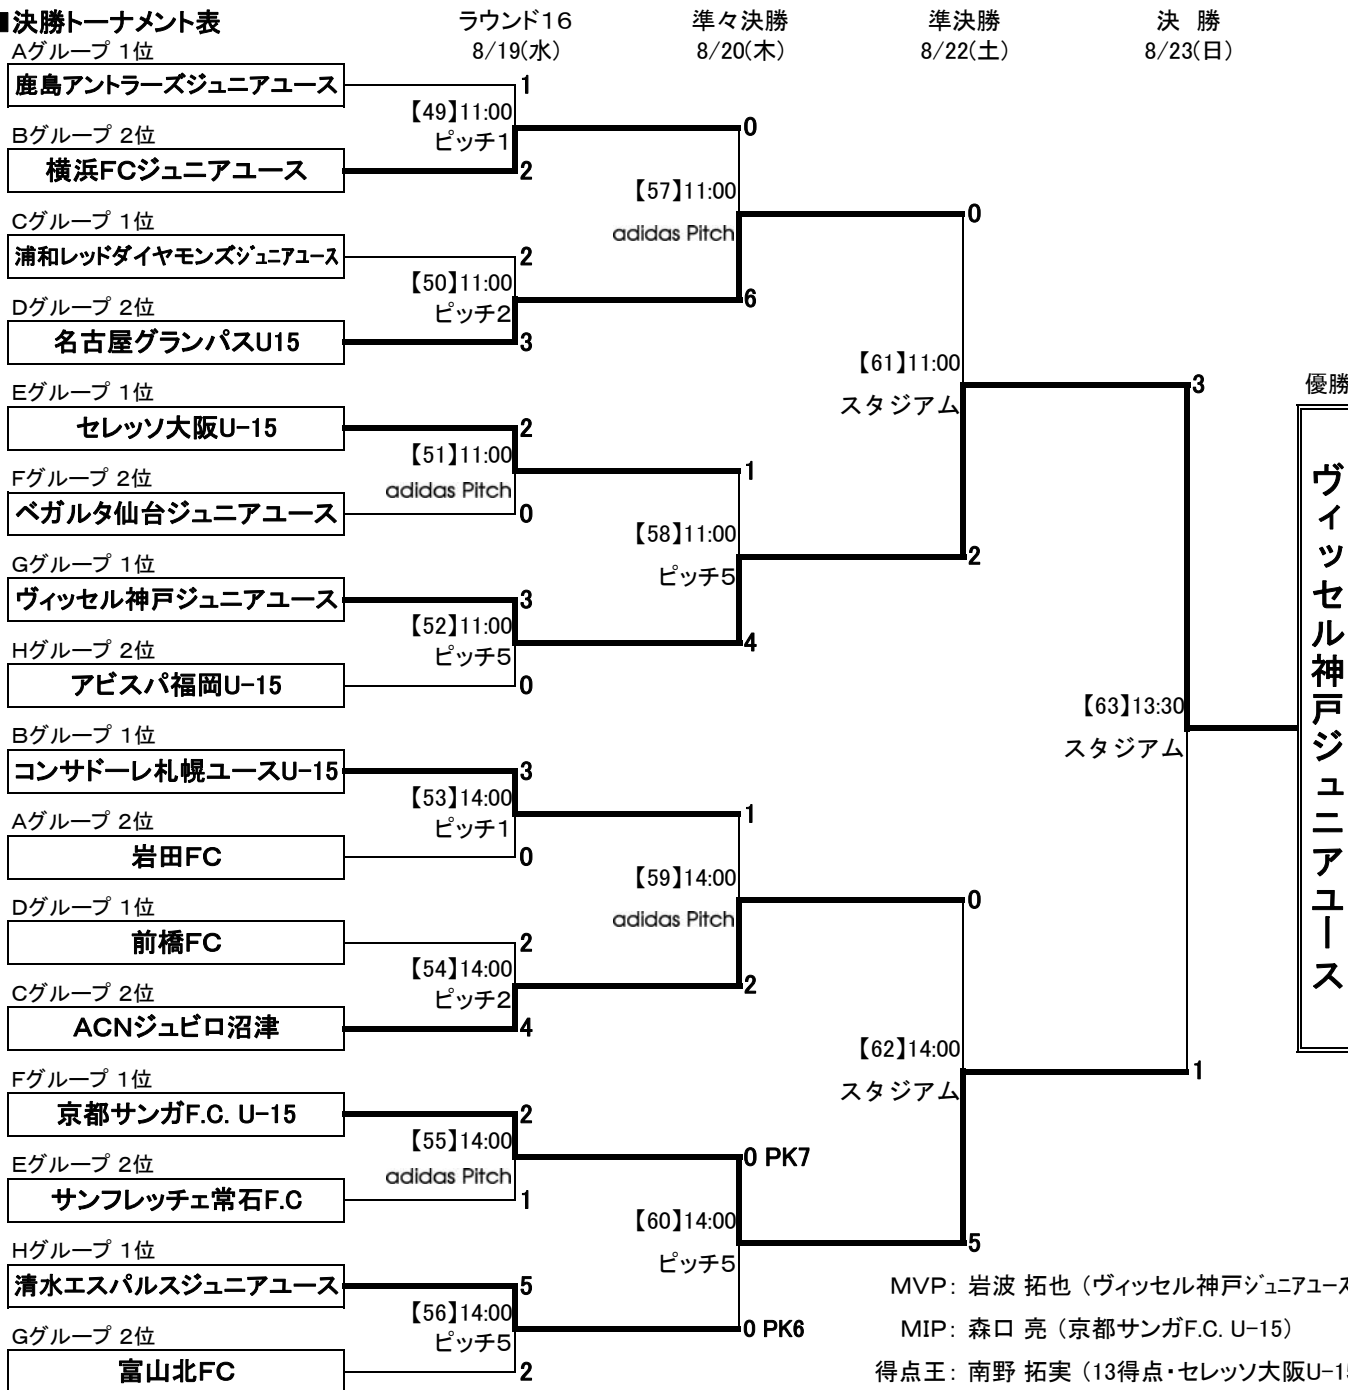 ■決勝トーナメント表 ラウンド16 準々決勝 準決勝 決 勝
8/19(水) 8/20(木) 8/22(土) 8/23(日)
Aグループ 1位
鹿島アントラーズジュニアユース 1
【49】11:00
ピッチ1
0
Bグループ 2位
横浜FCジュニアユース 2
【57】11:00
adidas Pitch
0
Cグループ 1位
浦和レッドダイヤモンズジュニアユース 2
【50】11:00
ピッチ2
6
Dグループ 2位
名古屋グランパスU15 3
【61】11:00
スタジアム
3
Eグループ 1位
セレッソ大阪U-15 2
【51】11:00
adidas Pitch
1
Fグループ 2位
ベガルタ仙台ジュニアユース 0
【58】11:00
ピッチ5
2
Gグループ 1位
ヴィッセル神戸ジュニアユース 3
【52】11:00
ピッチ5
4
Hグループ 2位
アビスパ福岡U-15 0
【63】13:30
スタジアム
優勝
ヴィッセル神戸ジュニアユース
Bグループ 1位
コンサドーレ札幌ユースU-15 3
【53】14:00
ピッチ1
1
Aグループ 2位
岩田FC 0
【59】14:00
adidas Pitch
0
Dグループ 1位
前橋FC 2
【54】14:00
ピッチ2
2
Cグループ 2位
ACNジュビロ沼津 4
【62】14:00
スタジアム
1
Fグループ 1位
京都サンガF.C. U-15 2
【55】14:00
adidas Pitch
0 PK7
Eグループ 2位
サンフレッチェ常石F.C 1
【60】14:00
ピッチ5
5
Hグループ 1位
清水エスパルスジュニアユース 5
【56】14:00
ピッチ5
0 PK6
Gグループ 2位
富山北FC 2
MVP: 岩波 拓也 (ヴィッセル神戸ジュニアユース
MIP: 森口 亮 (京都サンガF.C. U-15)
得点王: 南野 拓実 (13得点・セレッソ大阪U-15